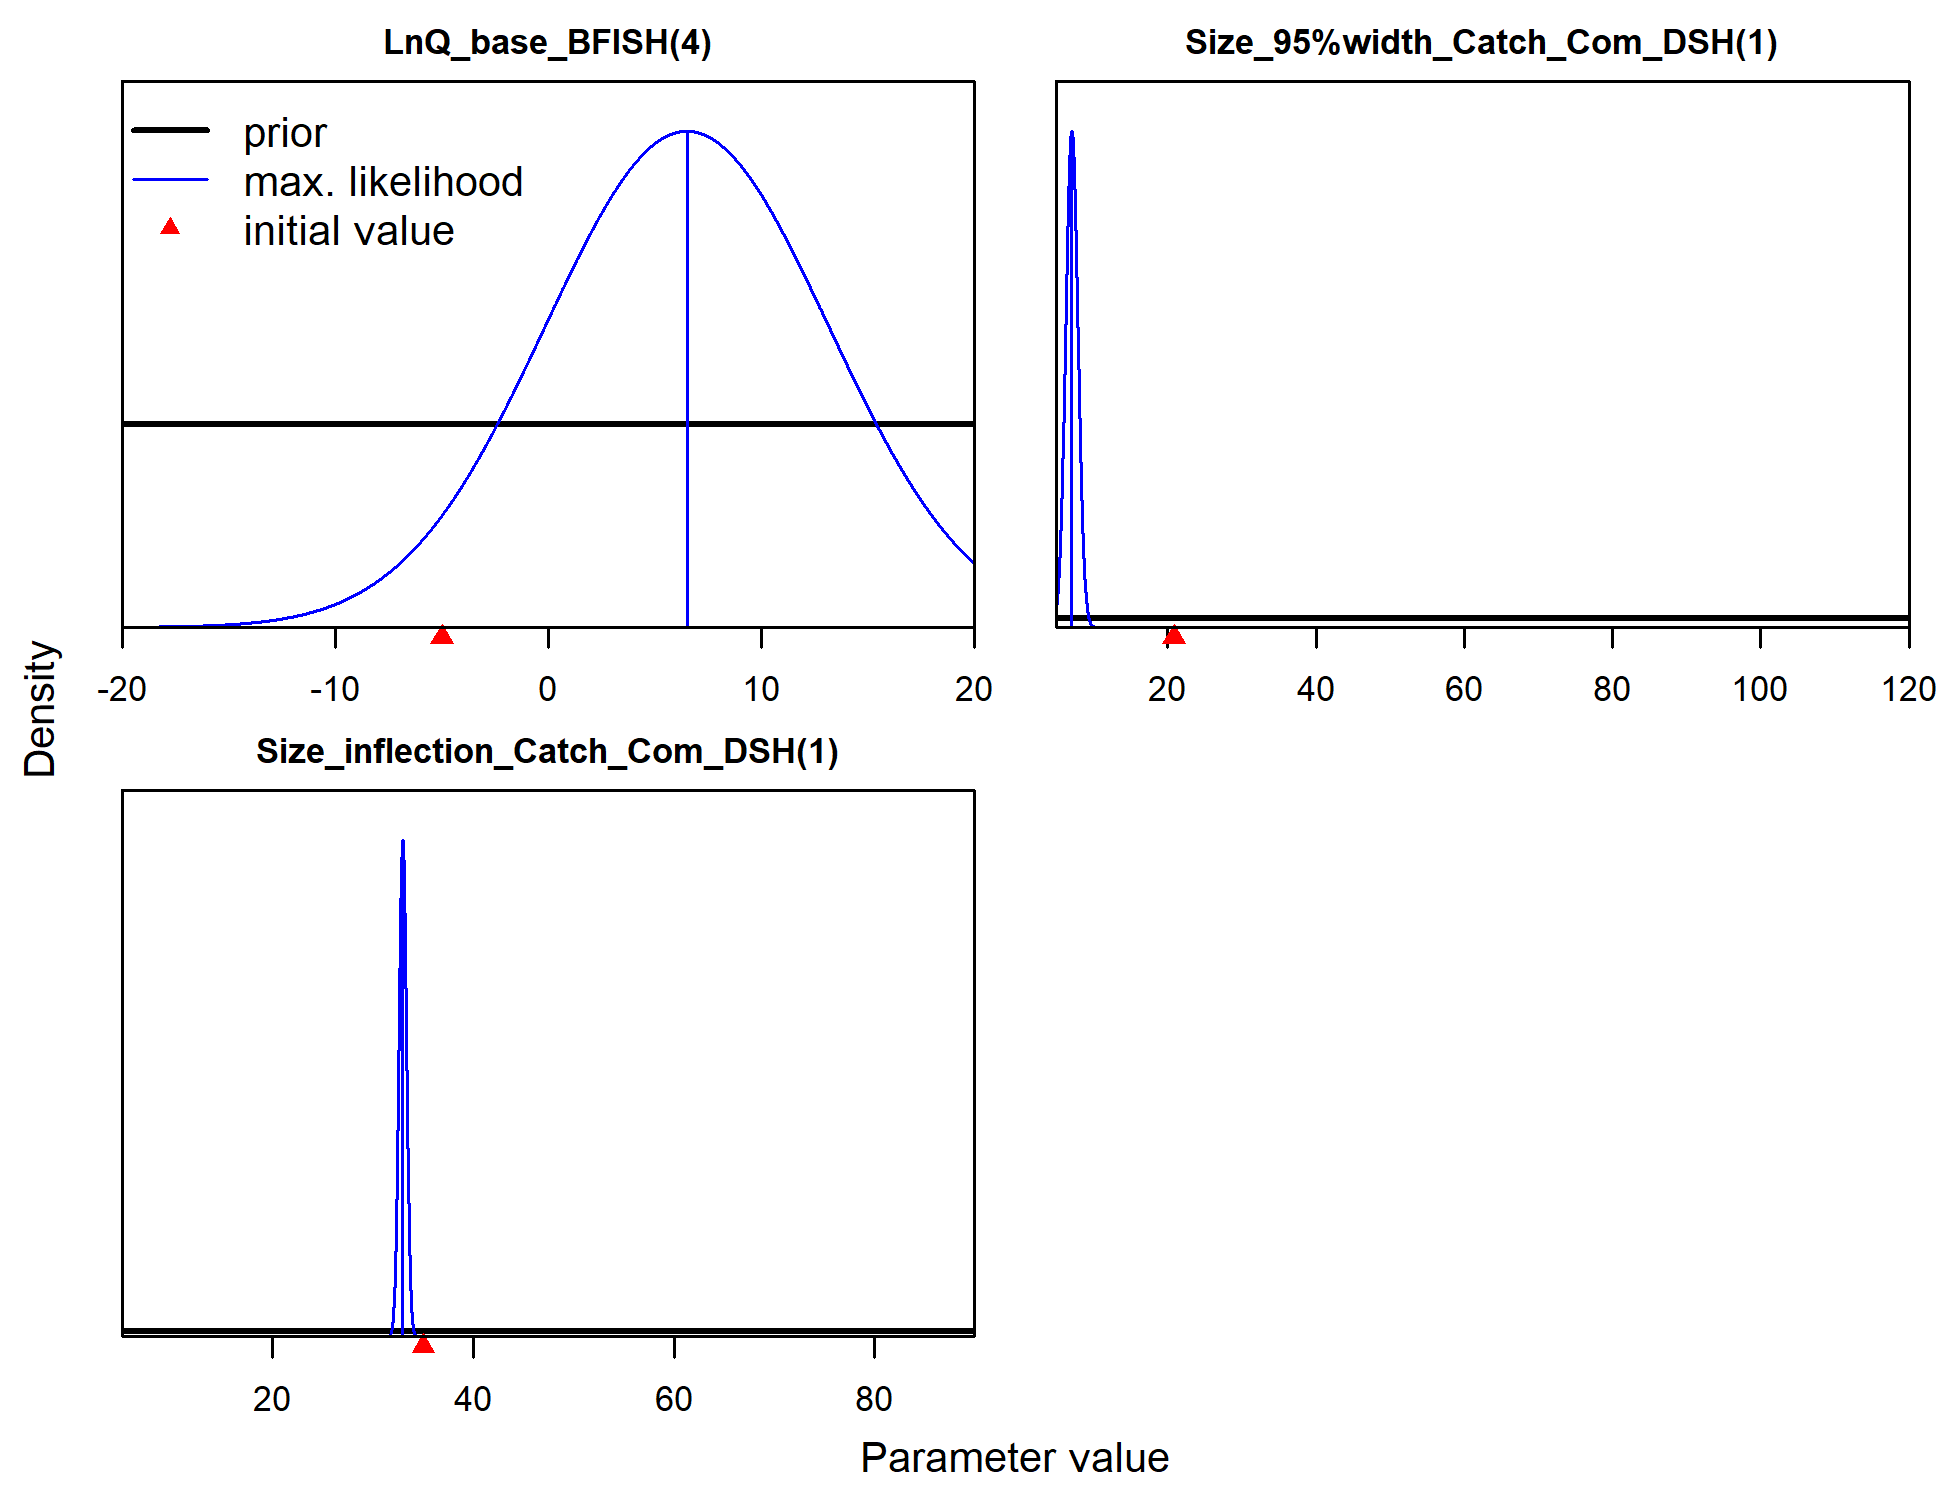 LnQ_base_BFISH(4)
Size_95%width_Catch_Com_DSH(1)
prior
max. likelihood
initial value
-20 -10 0 10 20
20 40 60 80 100 120
Density
Size_inflection_Catch_Com_DSH(1)
20 40 60 80
Parameter value